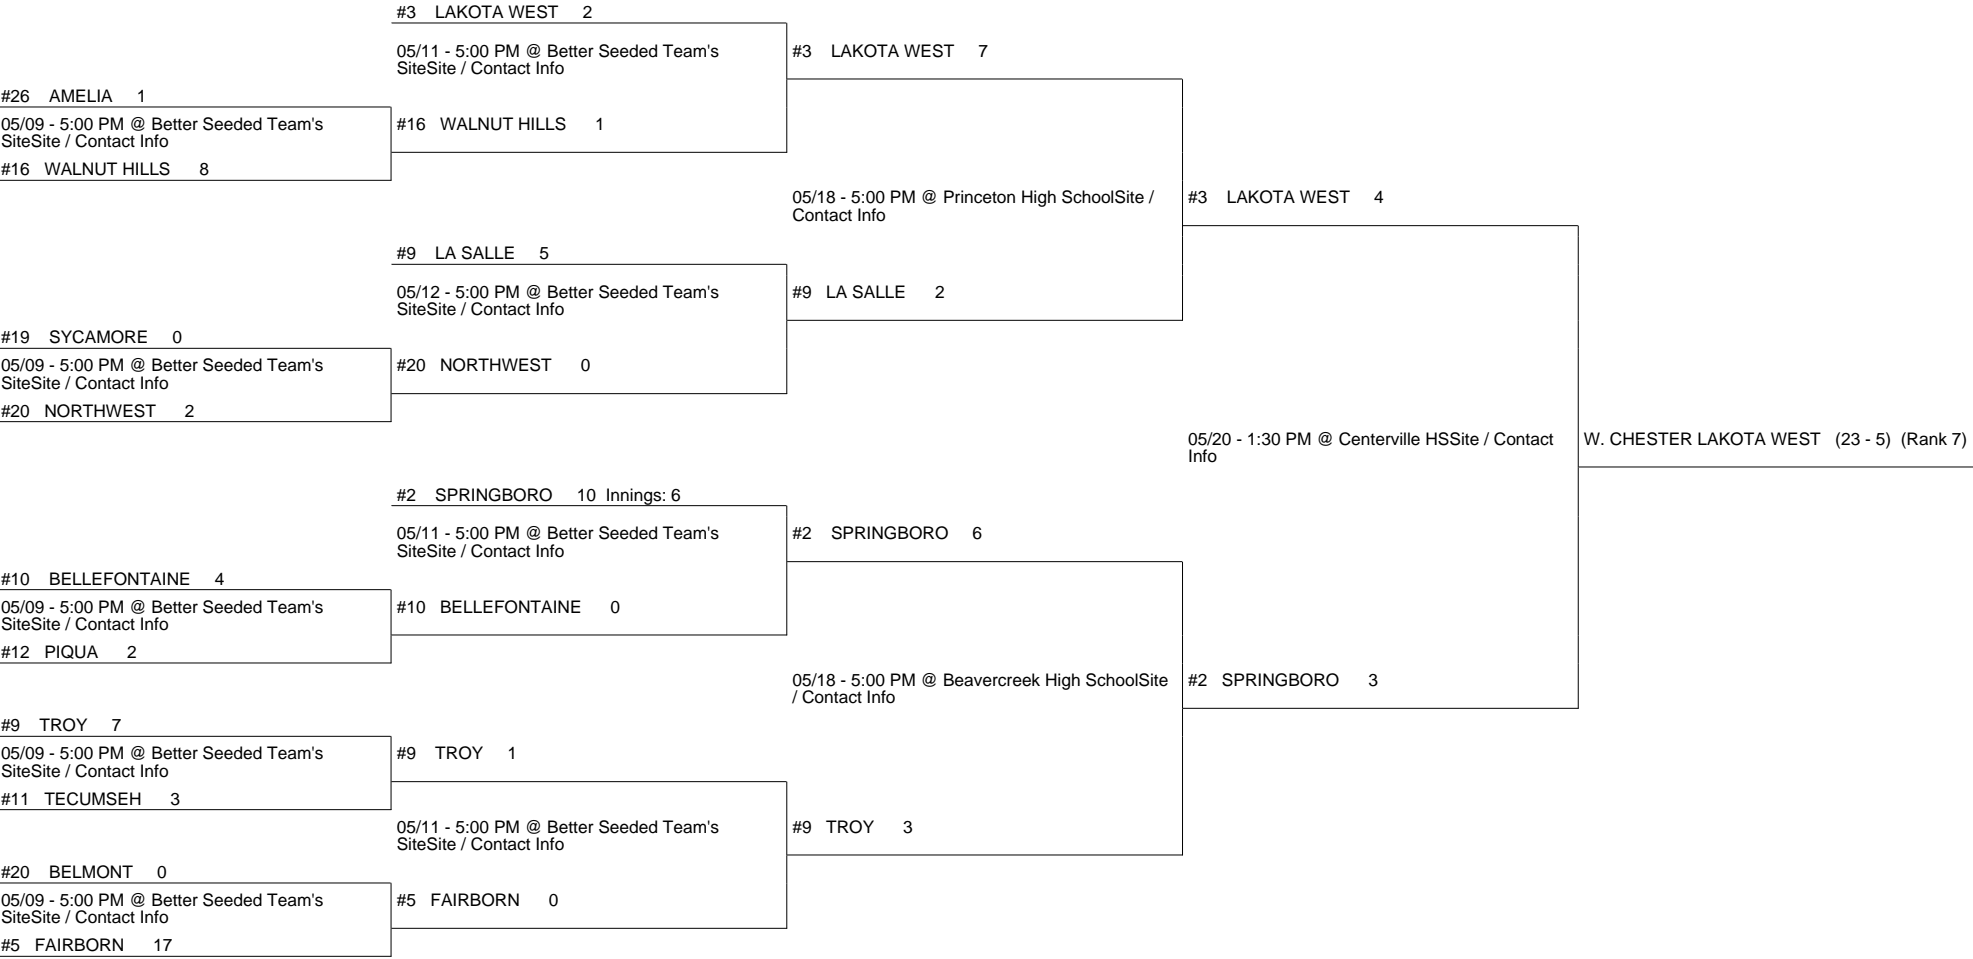 #3 LAKOTA WEST 2
05/11 - 5:00 PM @ Better Seeded Team's
SiteSite / Contact Info
#3 LAKOTA WEST 7
#26 AMELIA 1
05/09 - 5:00 PM @ Better Seeded Team's
SiteSite / Contact Info
#16 WALNUT HILLS 1
#16 WALNUT HILLS 8
05/18 - 5:00 PM @ Princeton High SchoolSite /
Contact Info
#3 LAKOTA WEST 4
#9 LA SALLE 5
05/12 - 5:00 PM @ Better Seeded Team's
SiteSite / Contact Info
#9 LA SALLE 2
#19 SYCAMORE 0
05/09 - 5:00 PM @ Better Seeded Team's
SiteSite / Contact Info
#20 NORTHWEST 0
#20 NORTHWEST 2
05/20 - 1:30 PM @ Centerville HSSite / Contact
Info
W. CHESTER LAKOTA WEST (23 - 5) (Rank 7)
#2 SPRINGBORO 10 Innings: 6
05/11 - 5:00 PM @ Better Seeded Team's
SiteSite / Contact Info
#2 SPRINGBORO 6
#10 BELLEFONTAINE 4
05/09 - 5:00 PM @ Better Seeded Team's
SiteSite / Contact Info
#10 BELLEFONTAINE 0
#12 PIQUA 2
05/18 - 5:00 PM @ Beavercreek High SchoolSite
/ Contact Info
#2 SPRINGBORO 3
#9 TROY 7
05/09 - 5:00 PM @ Better Seeded Team's
SiteSite / Contact Info
#9 TROY 1
#11 TECUMSEH 3
05/11 - 5:00 PM @ Better Seeded Team's
SiteSite / Contact Info
#9 TROY 3
#20 BELMONT 0
05/09 - 5:00 PM @ Better Seeded Team's
SiteSite / Contact Info
#5 FAIRBORN 0
#5 FAIRBORN 17